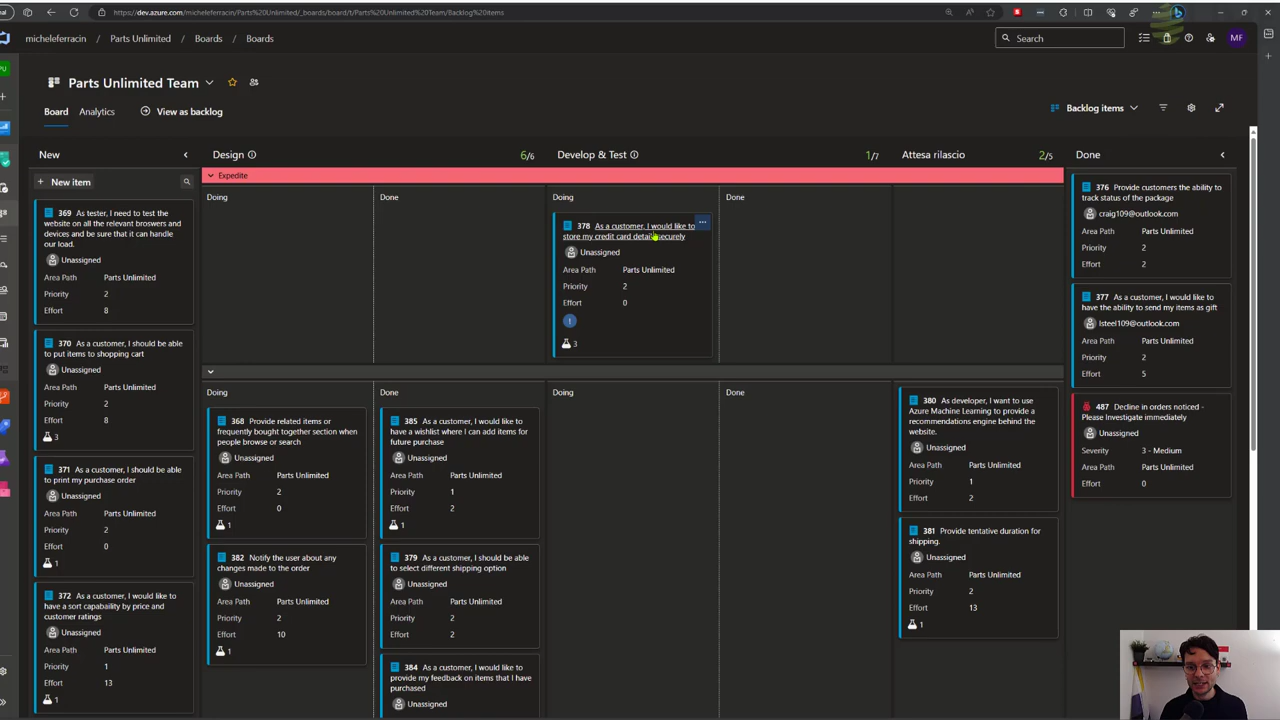 https://dev.azure.com/micheleferracin/Parts%20Unlimited/_boards/board/t/Parts%20Unlimited%20Team/Backlog%20items
micheleferracin / Parts Unlimited / Boards / Boards
Search
MF
Parts Unlimited Team
Board
Analytics
View as backlog
Backlog items
New
Design
6/6
Develop & Test
1/7
Attesa rilascio
2/5
Done
+ New item
369 As tester, I need to test the
website on all the relevant broswers and
devices and be sure that it can handle
our load.
Unassigned
Area Path Parts Unlimited
Priority 2
Effort 8
370 As a customer, I should be able
to put items to shopping cart
Unassigned
Area Path Parts Unlimited
Priority 2
Effort 8
3
371 As a customer, I should be able
to print my purchase order
Unassigned
Area Path Parts Unlimited
Priority 2
Effort 0
1
372 As a customer, I would like to
have a sort capabaility by price and
customer ratings
Unassigned
Area Path Parts Unlimited
Priority 1
Effort 13
1
Expedite
Doing
Done
Doing
Done
378 As a customer, I would like to
store my credit card details securely
Unassigned
Area Path Parts Unlimited
Priority 2
Effort 0
3
Doing
Done
Doing
Done
368 Provide related items or
frequently bought together section when
people browse or search
Unassigned
Area Path Parts Unlimited
Priority 2
Effort 0
1
382 Notify the user about any
changes made to the order
Unassigned
Area Path Parts Unlimited
Priority 2
Effort 10
1
385 As a customer, I would like to
have a wishlist where I can add items for
future purchase
Unassigned
Area Path Parts Unlimited
Priority 1
Effort 2
1
379 As a customer, I should be able
to select different shipping option
Unassigned
Area Path Parts Unlimited
Priority 2
Effort 2
384 As a customer, I would like to
provide my feedback on items that I have
purchased
Unassigned
380 As developer, I want to use
Azure Machine Learning to provide a
recommendations engine behind the
website.
Unassigned
Area Path Parts Unlimited
Priority 1
Effort 2
381 Provide tentative duration for
shipping.
Unassigned
Area Path Parts Unlimited
Priority 2
Effort 13
1
376 Provide customers the ability to
track status of the package
craig109@outlook.com
Area Path Parts Unlimited
Priority 2
Effort 2
377 As a customer, I would like to
have the ability to send my items as gift
lsteel109@outlook.com
Area Path Parts Unlimited
Priority 2
Effort 5
487 Decline in orders noticed -
Please Investigate immediately
Unassigned
Severity 3 - Medium
Area Path Parts Unlimited
Effort 0